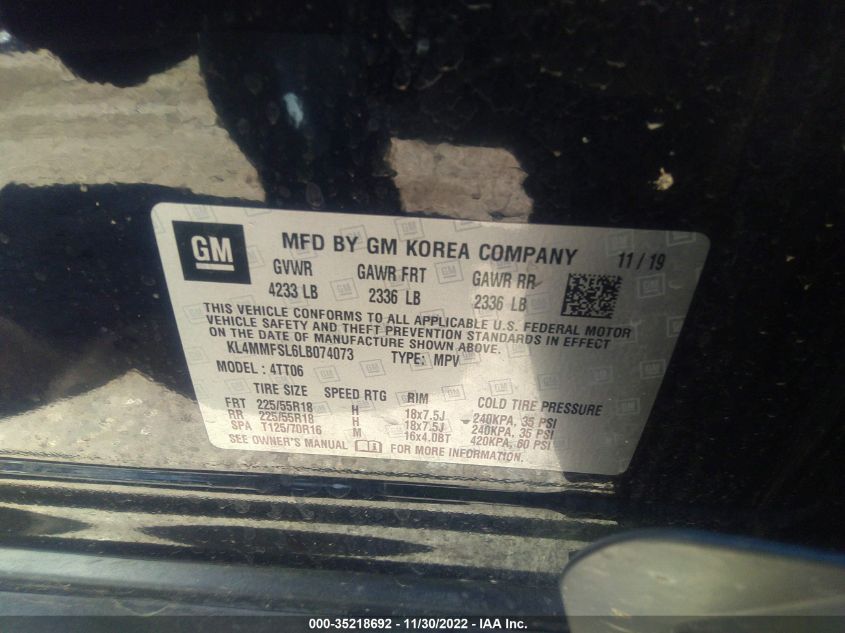 GM
MFD BY GM KOREA COMPANY 11 / 19
GVWR GAWR FRT GAWR RR
4233 LB 2336 LB 2336 LB
THIS VEHICLE CONFORMS TO ALL APPLICABLE U.S. FEDERAL MOTOR
VEHICLE SAFETY AND THEFT PREVENTION STANDARDS IN EFFECT
ON THE DATE OF MANUFACTURE SHOWN ABOVE.
KL4MMFSL6LB074073 TYPE: MPV
MODEL : 4TT06
TIRE SIZE SPEED RTG RIM COLD TIRE PRESSURE
FRT 225/55R18 H 18x7.5J 240KPA, 35 PSI
RR 225/55R18 H 18x7.5J 240KPA, 35 PSI
SPA T125/70R16 M 16x4.0BT 420KPA, 60 PSI
SEE OWNER'S MANUAL FOR MORE INFORMATION.
000-35218692 - 11/30/2022 - © IAA Inc.